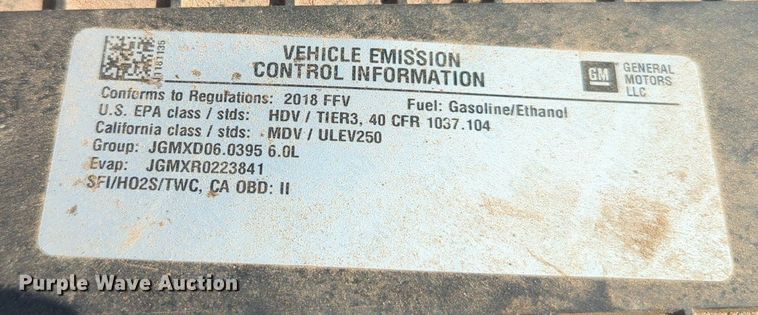 VEHICLE EMISSION
CONTROL INFORMATION
GM GENERAL
MOTORS
LLC
Conforms to Regulations: 2018 FFV Fuel: Gasoline/Ethanol
U.S. EPA class / stds: HDV / TIER3, 40 CFR 1037.104
California class / stds: MDV / ULEV250
Group: JGMXD06.0395 6.0L
Evap: JGMXR0223841
SFI/HO2S/TWC, CA OBD: II
Purple Wave Auction